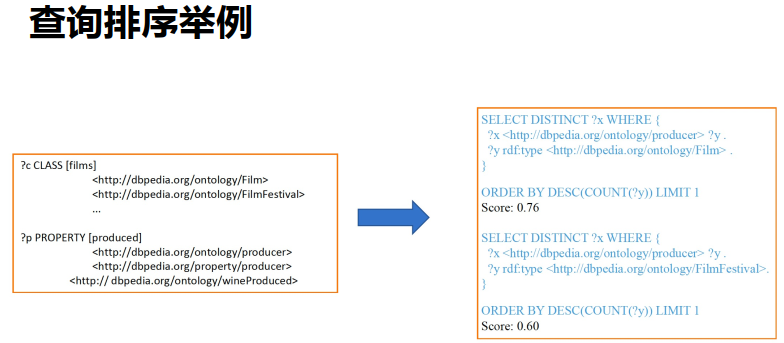 查询排序举例
?c CLASS [films]
<http://dbpedia.org/ontology/Film>
<http://dbpedia.org/ontology/FilmFestival>
...
?p PROPERTY [produced]
<http://dbpedia.org/ontology/producer>
<http://dbpedia.org/property/producer>
<http:// dbpedia.org/ontology/wineProduced>
SELECT DISTINCT ?x WHERE {
?x <http://dbpedia.org/ontology/producer> ?y .
?y rdf:type <http://dbpedia.org/ontology/Film> .
}
ORDER BY DESC(COUNT(?y)) LIMIT 1
Score: 0.76
SELECT DISTINCT ?x WHERE {
?x <http://dbpedia.org/ontology/producer> ?y .
?y rdf:type <http://dbpedia.org/ontology/FilmFestival>.
}
ORDER BY DESC(COUNT(?y)) LIMIT 1
Score: 0.60